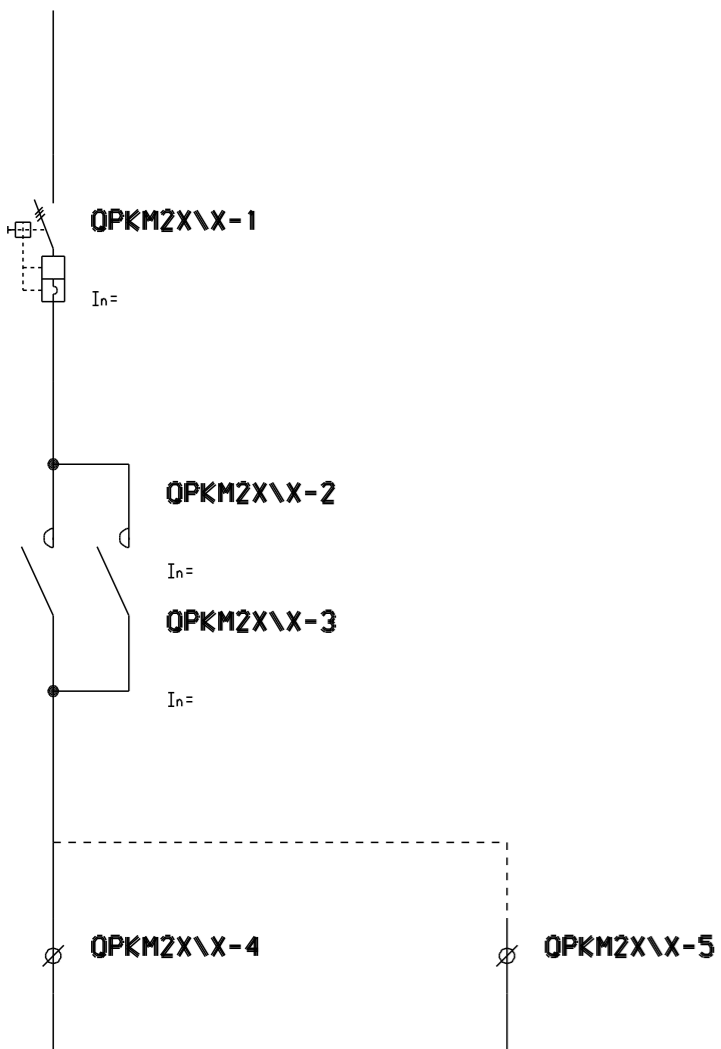 QPKM2X\X-1
In=
QPKM2X\X-2
In=
QPKM2X\X-3
In=
QPKM2X\X-4
QPKM2X\X-5